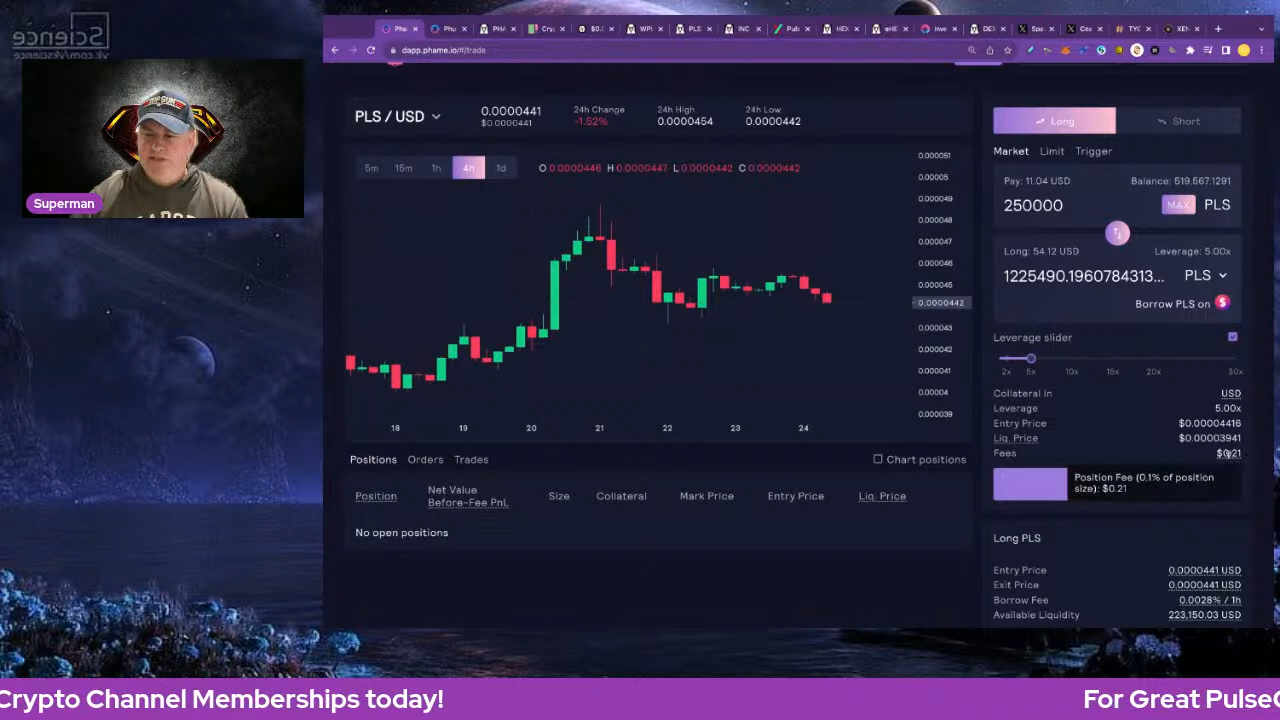 Science
vk.com/vkscience
Superman
dapp.phame.io/#/trade
PLS / USD
0.0000441
$0.0000441
24h Change
-1.52%
24h High
0.0000454
24h Low
0.0000442
5m 15m 1h 4h 1d
O 0.0000446 H 0.0000447 L 0.0000442 C 0.0000442
0.000051
0.00005
0.000049
0.000048
0.000047
0.000046
0.000045
0.0000442
0.000043
0.000042
0.000041
0.00004
0.000039
18 19 20 21 22 23 24
Positions Orders Trades
Chart positions
Position
Net Value
Before-Fee PnL
Size
Collateral
Mark Price
Entry Price
Liq. Price
No open positions
Long
Short
Market Limit Trigger
Pay: 11.04 USD
Balance: 519,567.1291
250000
MAX
PLS
Long: 54.12 USD
Leverage: 5.00x
1225490.1960784313...
PLS
Borrow PLS on
Leverage slider
2x 5x 10x 15x 20x 30x
Collateral In USD
Leverage 5.00x
Entry Price $0.00004416
Liq. Price $0.00003941
Fees $0.21
Position Fee (0.1% of position
size): $0.21
Long PLS
Entry Price 0.0000441 USD
Exit Price 0.0000441 USD
Borrow Fee 0.0028% / 1h
Available Liquidity 223,150.03 USD
Crypto Channel Memberships today!
For Great